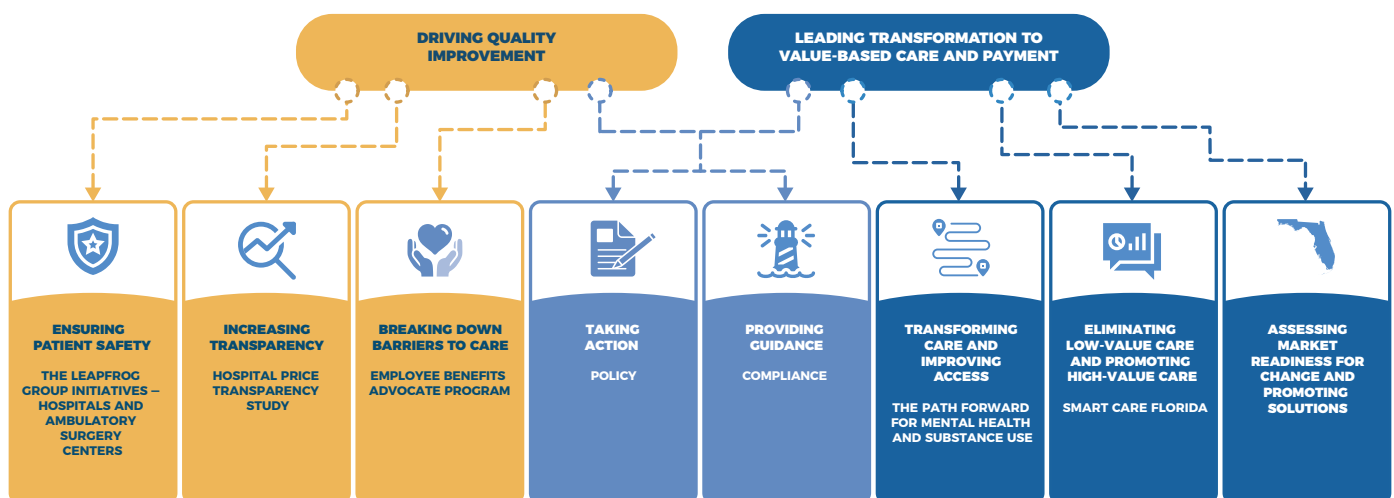 DRIVING QUALITY
IMPROVEMENT
LEADING TRANSFORMATION TO
VALUE-BASED CARE AND PAYMENT
ENSURING
PATIENT SAFETY
THE LEAPFROG
GROUP INITIATIVES –
HOSPITALS AND
AMBULATORY
SURGERY
CENTERS
INCREASING
TRANSPARENCY
HOSPITAL PRICE
TRANSPARENCY
STUDY
BREAKING DOWN
BARRIERS TO CARE
EMPLOYEE BENEFITS
ADVOCATE PROGRAM
TAKING
ACTION
POLICY
PROVIDING
GUIDANCE
COMPLIANCE
TRANSFORMING
CARE AND
IMPROVING
ACCESS
THE PATH FORWARD
FOR MENTAL HEALTH
AND SUBSTANCE USE
ELIMINATING
LOW-VALUE CARE
AND PROMOTING
HIGH-VALUE CARE
SMART CARE FLORIDA
ASSESSING
MARKET
READINESS FOR
CHANGE AND
PROMOTING
SOLUTIONS